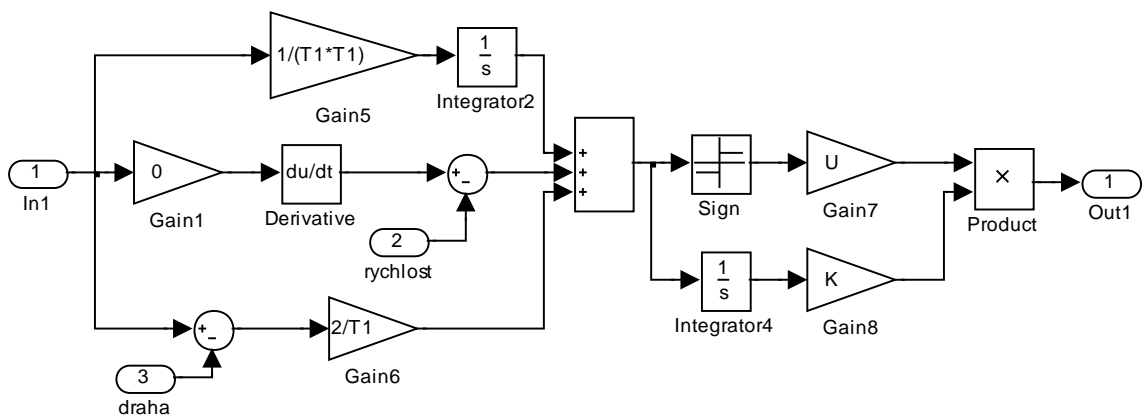 1/(T1*T1)
Gain5
1
s
Integrator2
1
In1
0
Gain1
du/dt
Derivative
+
−
2
rychlost
+
−
3
draha
2/T1
Gain6
+
+
+
Sign
U
Gain7
1
s
Integrator4
K
Gain8
×
Product
1
Out1